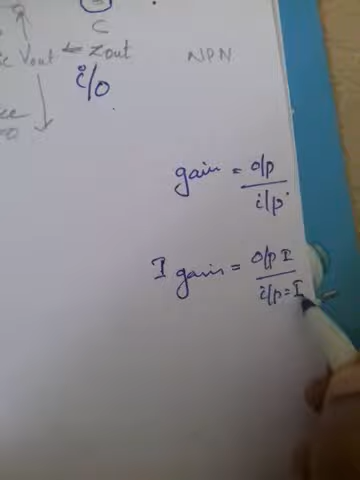 C
Vout ← Zout
NPN
i/o
gain = o/p
i/p
I gain = o/p I
i/p = I